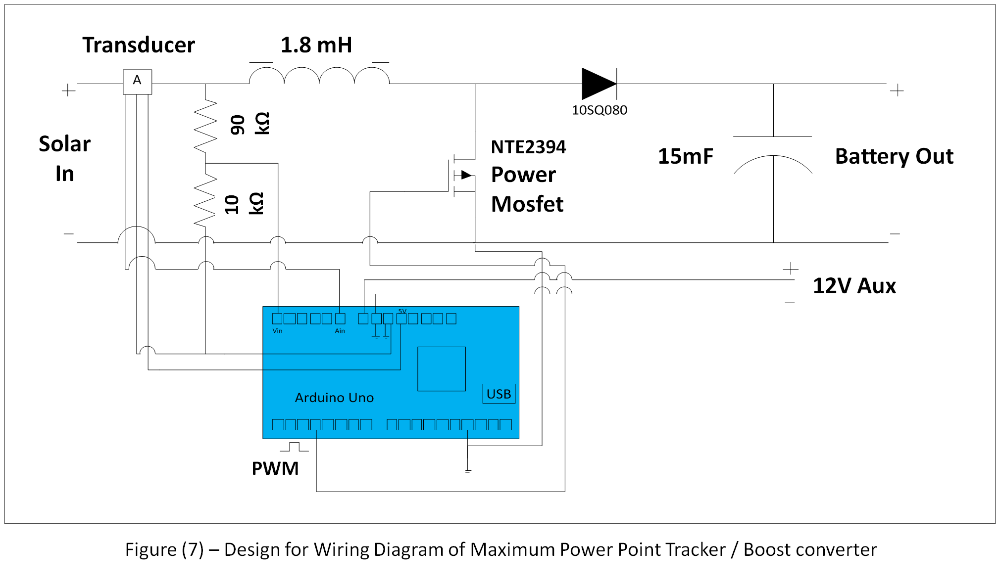 Transducer
1.8 mH
A
+
+
10SQ080
90
kΩ
Solar
In
NTE2394
Power
Mosfet
15mF
Battery Out
10
kΩ
−
−
+
12V Aux
−
5V
Vin
Ain
USB
Arduino Uno
PWM
Figure (7) – Design for Wiring Diagram of Maximum Power Point Tracker / Boost converter